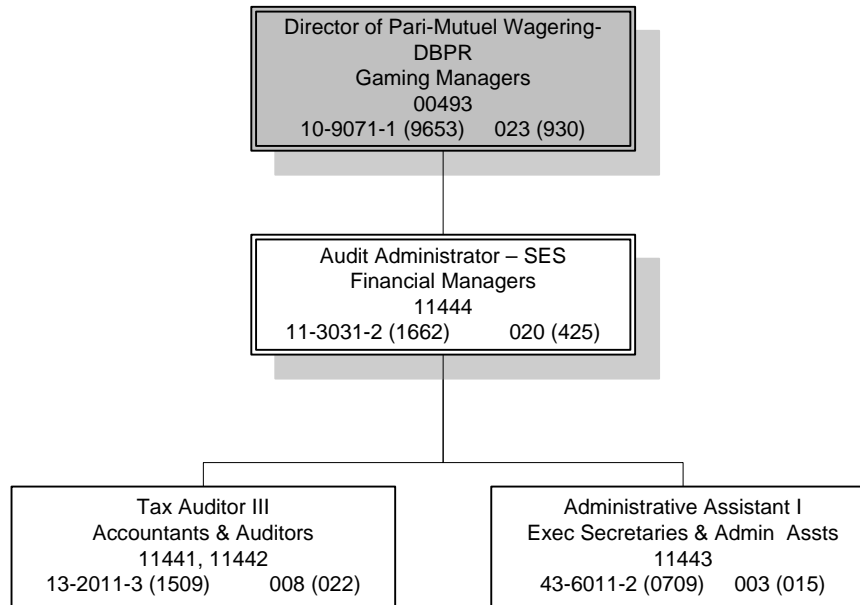 Director of Pari-Mutuel Wagering-
DBPR
Gaming Managers
00493
10-9071-1 (9653) 023 (930)
Audit Administrator – SES
Financial Managers
11444
11-3031-2 (1662) 020 (425)
Tax Auditor III
Accountants & Auditors
11441, 11442
13-2011-3 (1509) 008 (022)
Administrative Assistant I
Exec Secretaries & Admin Assts
11443
43-6011-2 (0709) 003 (015)